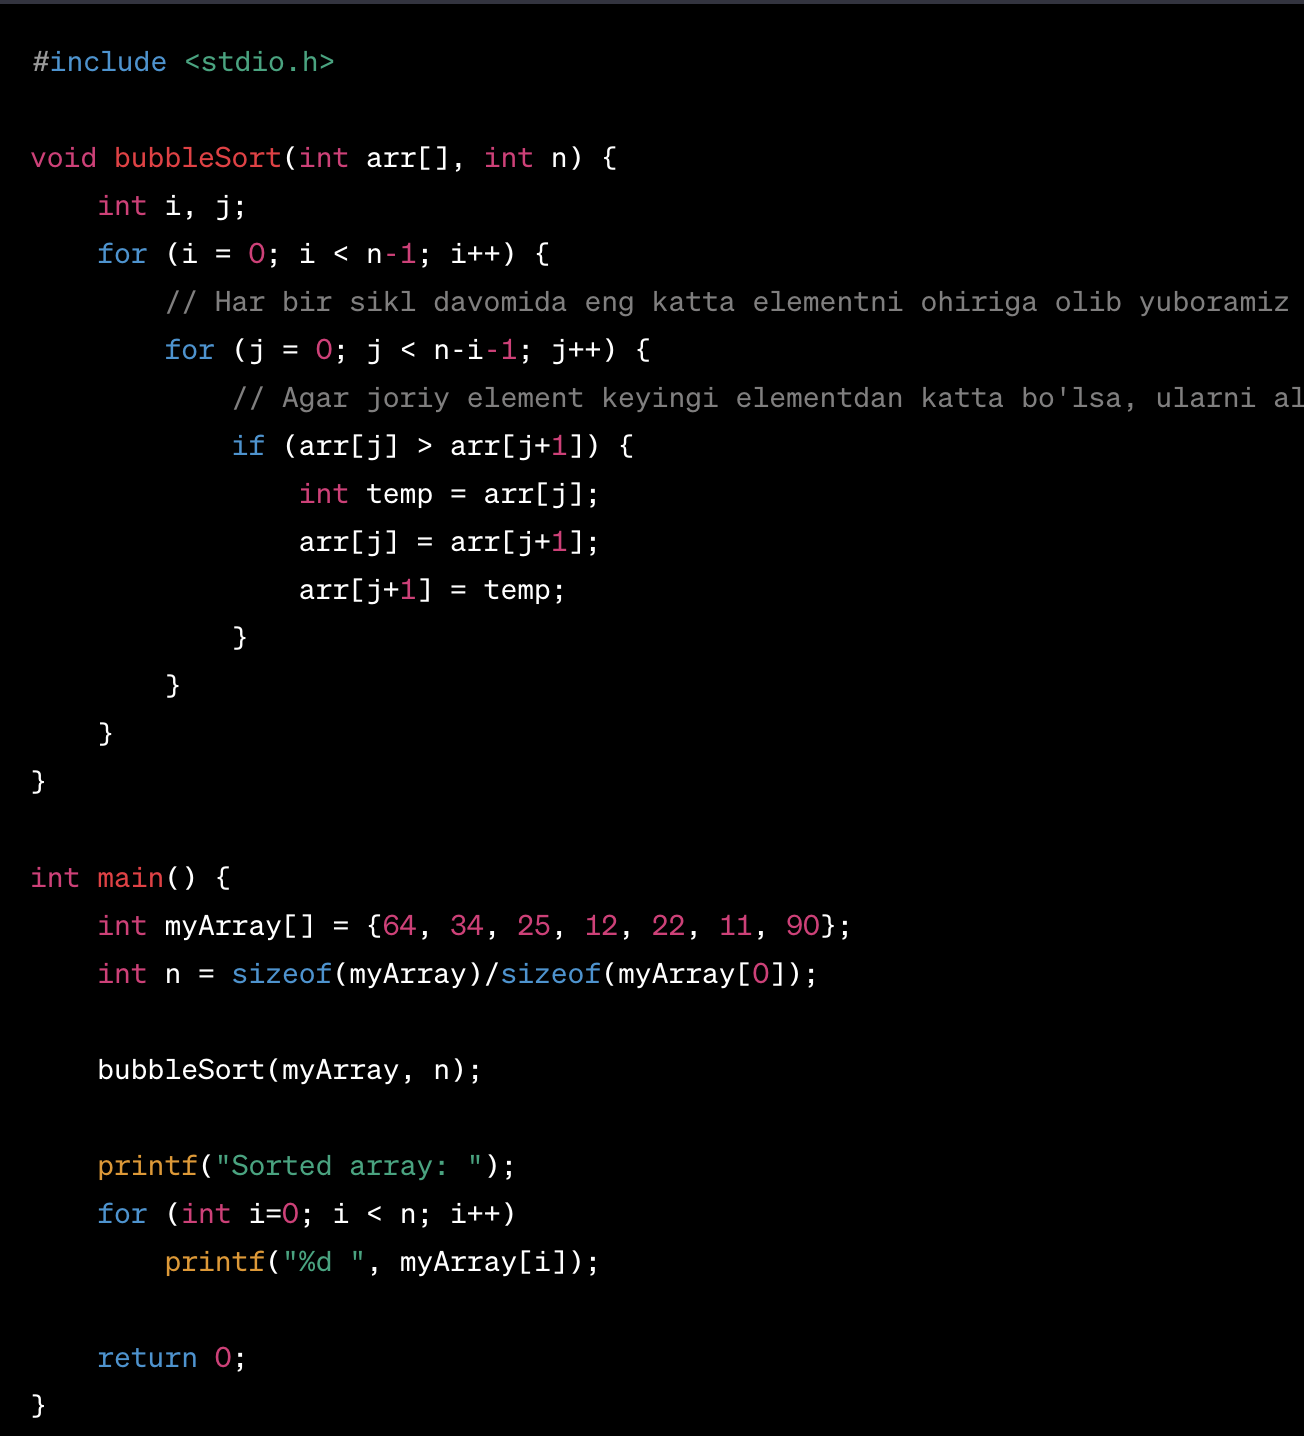 #include <stdio.h>
void bubbleSort(int arr[], int n) {
    int i, j;
    for (i = 0; i < n-1; i++) {
        // Har bir sikl davomida eng katta elementni ohiriga olib yuboramiz
        for (j = 0; j < n-i-1; j++) {
            // Agar joriy element keyingi elementdan katta bo'lsa, ularni al
            if (arr[j] > arr[j+1]) {
                int temp = arr[j];
                arr[j] = arr[j+1];
                arr[j+1] = temp;
            }
        }
    }
}
int main() {
    int myArray[] = {64, 34, 25, 12, 22, 11, 90};
    int n = sizeof(myArray)/sizeof(myArray[0]);
    bubbleSort(myArray, n);
    printf("Sorted array: ");
    for (int i=0; i < n; i++)
        printf("%d ", myArray[i]);
    return 0;
}